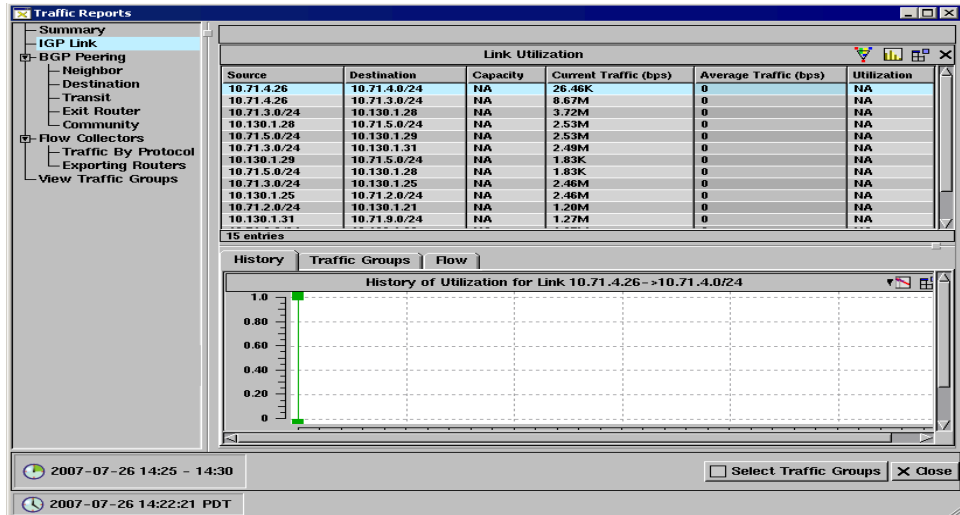 Traffic Reports
Summary
IGP Link
BGP Peering
Neighbor
Destination
Transit
Exit Router
Community
Flow Collectors
Traffic By Protocol
Exporting Routers
View Traffic Groups
Link Utilization
Source Destination Capacity Current Traffic (bps) Average Traffic (bps) Utilization
10.71.4.26 10.71.4.0/24 NA 26.46K 0 NA
10.71.4.26 10.71.3.0/24 NA 8.67M 0 NA
10.71.3.0/24 10.130.1.28 NA 3.72M 0 NA
10.130.1.28 10.71.5.0/24 NA 2.53M 0 NA
10.71.5.0/24 10.130.1.29 NA 2.53M 0 NA
10.71.3.0/24 10.130.1.31 NA 2.49M 0 NA
10.130.1.29 10.71.5.0/24 NA 1.83K 0 NA
10.71.5.0/24 10.130.1.28 NA 1.83K 0 NA
10.71.3.0/24 10.130.1.25 NA 2.46M 0 NA
10.130.1.25 10.71.2.0/24 NA 2.46M 0 NA
10.71.2.0/24 10.130.1.21 NA 1.20M 0 NA
10.130.1.31 10.71.9.0/24 NA 1.27M 0 NA
15 entries
History Traffic Groups Flow
History of Utilization for Link 10.71.4.26->10.71.4.0/24
1.0
0.80
0.60
0.40
0.20
0
2007-07-26 14:25 - 14:30
Select Traffic Groups
Close
2007-07-26 14:22:21 PDT